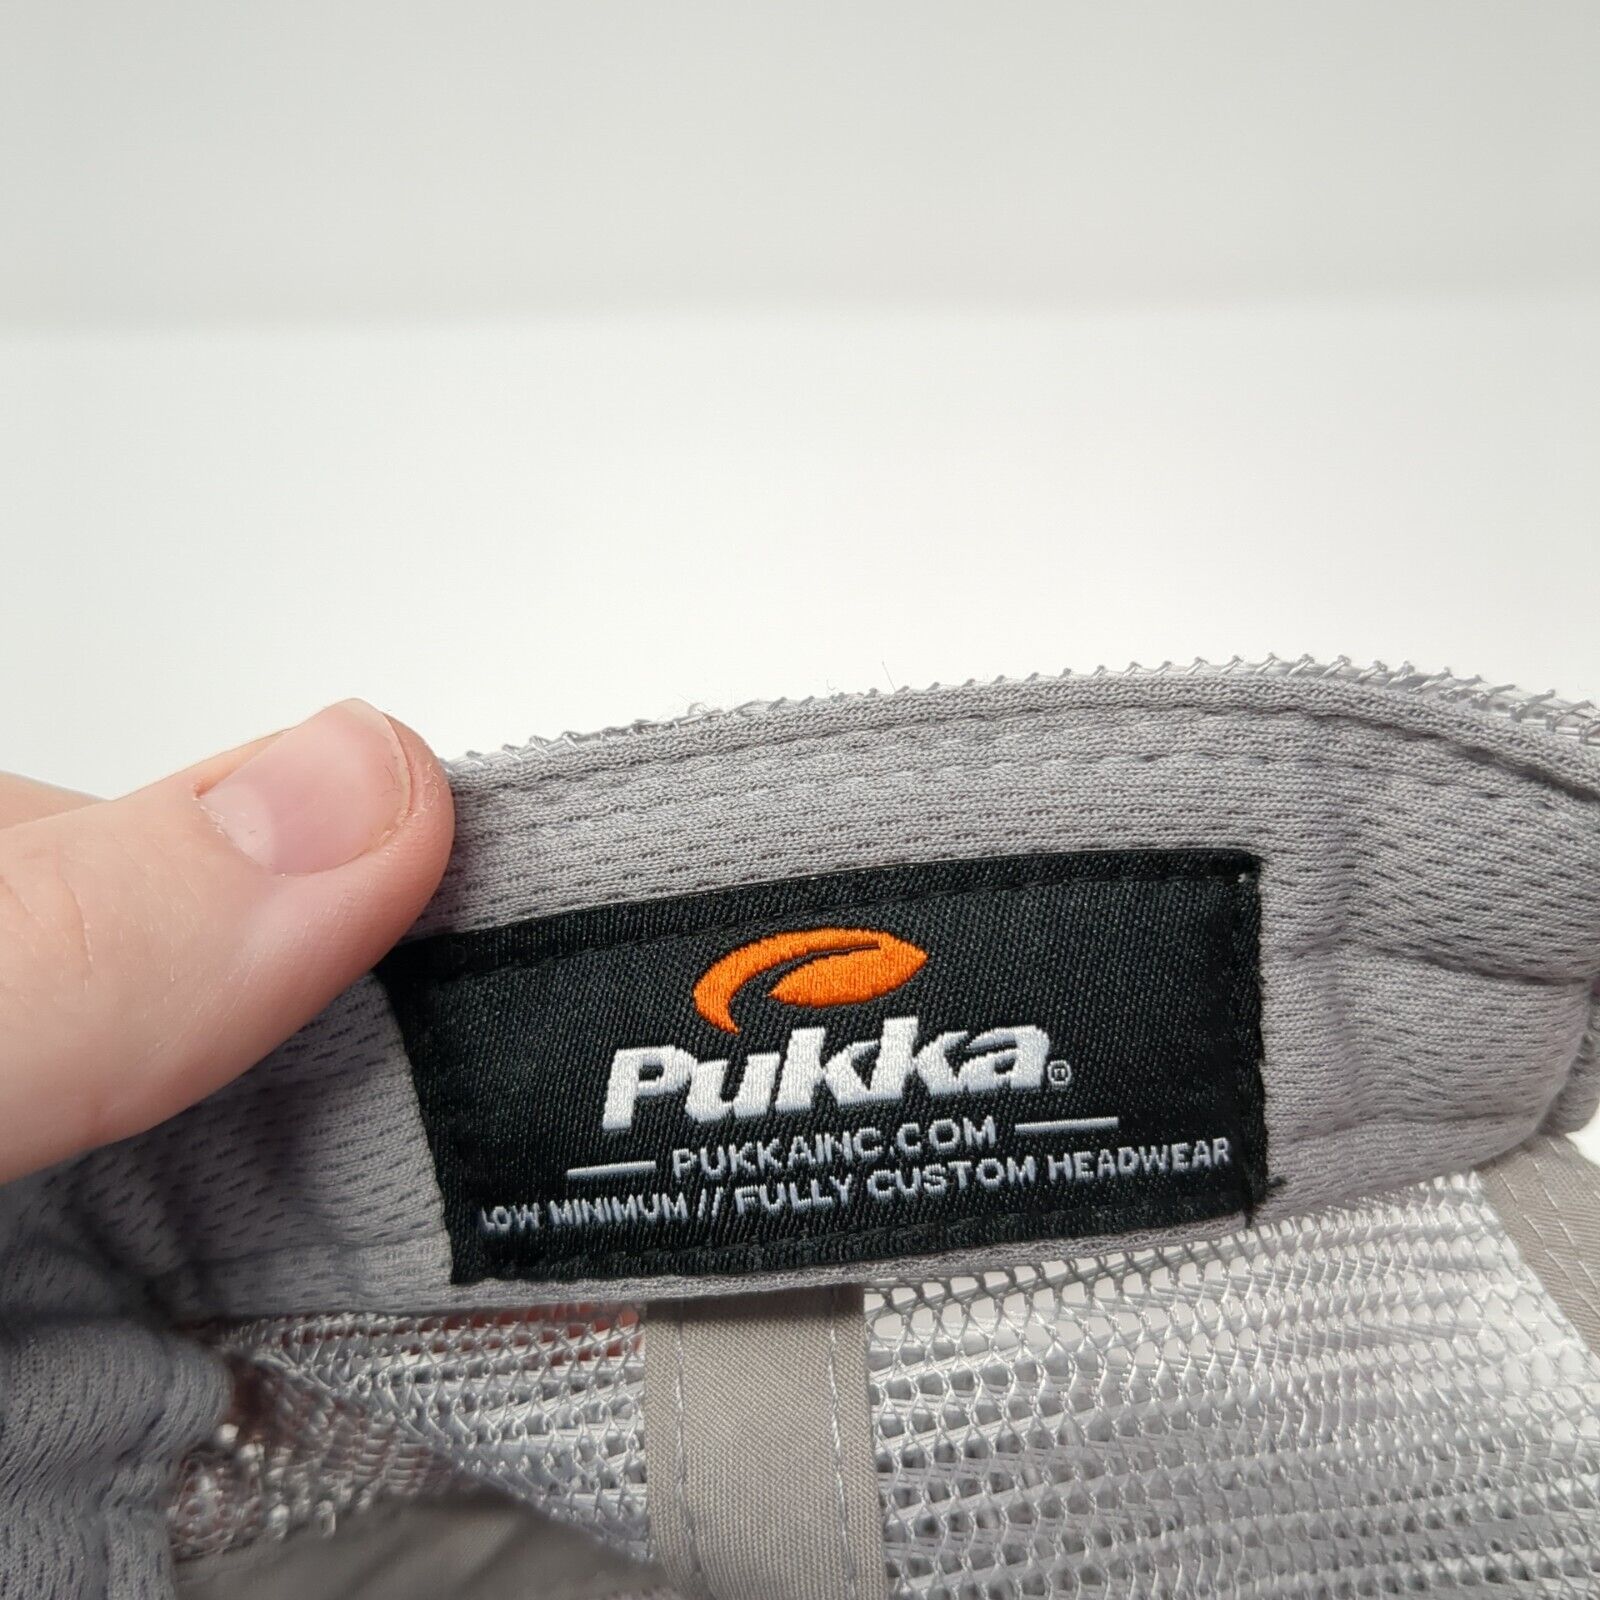 Pukka®
PUKKAINC.COM
LOW MINIMUM // FULLY CUSTOM HEADWEAR